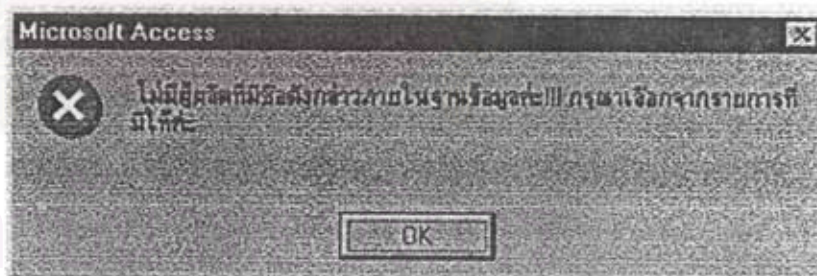 Microsoft Access
ไม่มีผู้ผลิตที่มีชื่อดังกล่าวภายในฐานข้อมูลค่ะ!!! กรุณาเลือกจากรายการที่
มีให้ค่ะ
OK